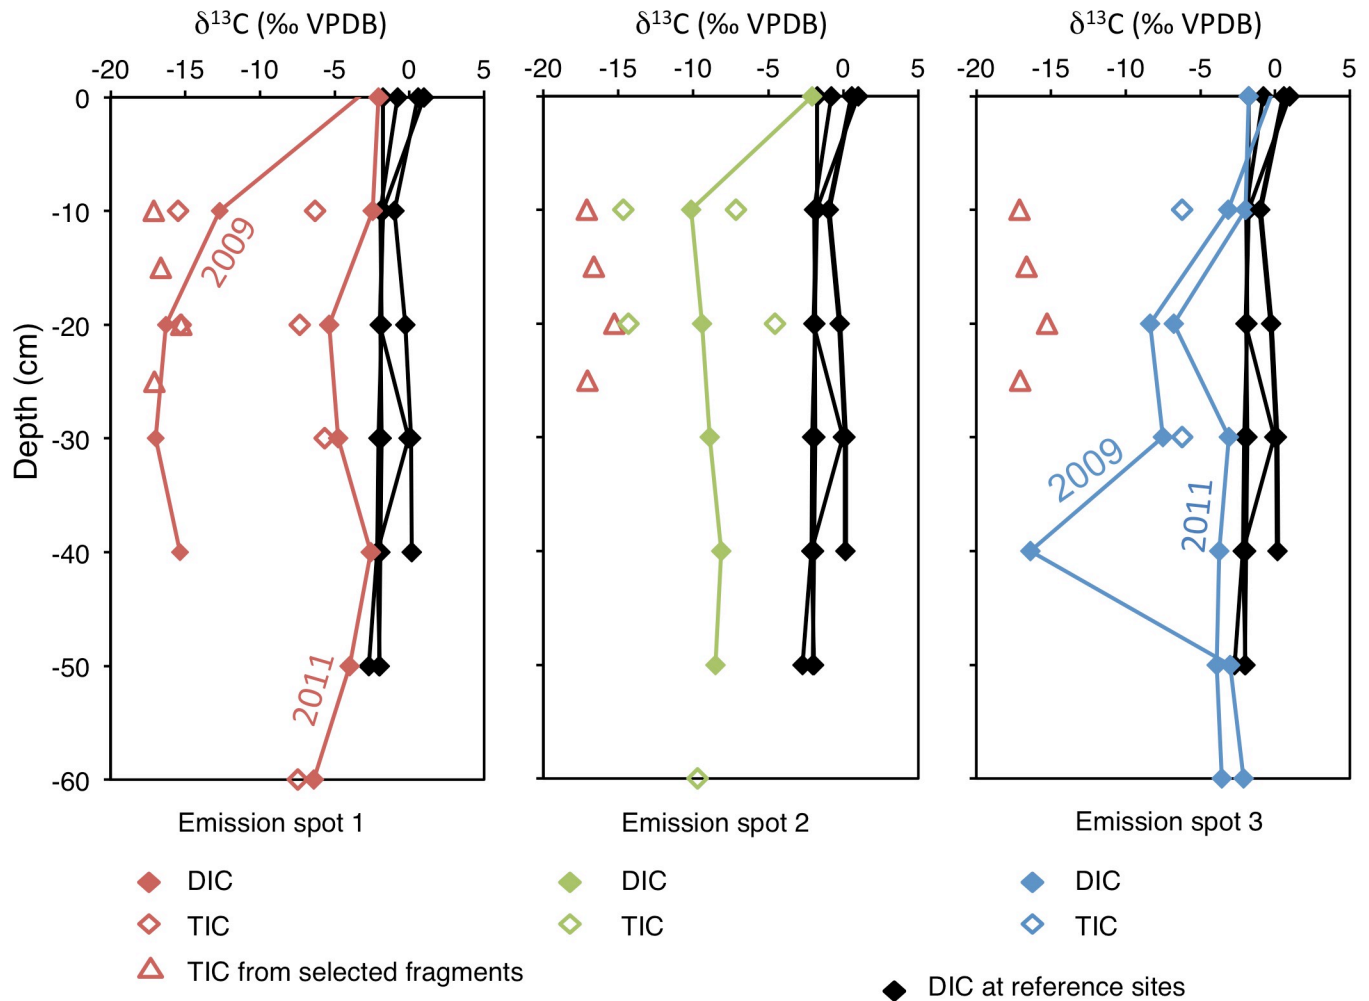 δ¹³C (‰ VPDB) δ¹³C (‰ VPDB) δ¹³C (‰ VPDB)
-20 -15 -10 -5 0 5 -20 -15 -10 -5 0 5 -20 -15 -10 -5 0 5
0
-10
2009
-20
Depth (cm)
-30
2009
2011
-40
-50
2011
-60
Emission spot 1 Emission spot 2 Emission spot 3
DIC DIC DIC
TIC TIC TIC
TIC from selected fragments
DIC at reference sites